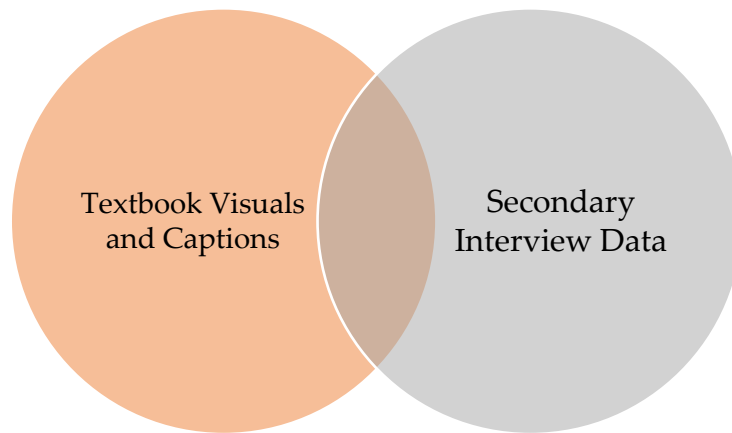 Textbook Visuals
and Captions
Secondary
Interview Data